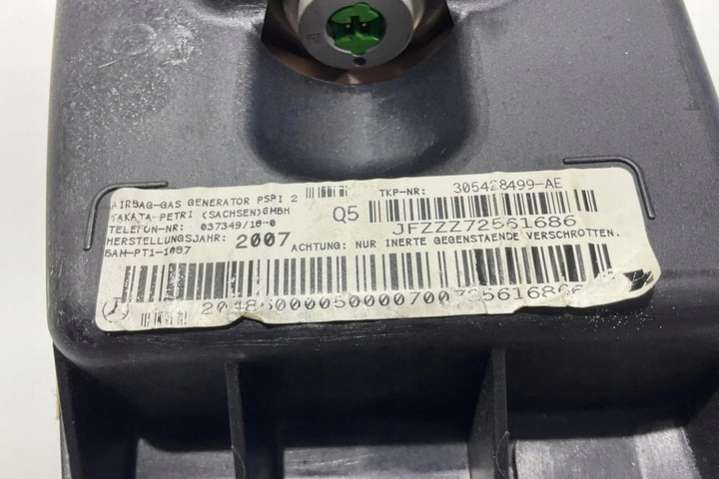 AIRBAG-GAS GENERATOR PSPI 2
TAKATA-PETRI (SACHSEN)GMBH
TELEFON-NR: 037349/10-0
HERSTELLUNGSJAHR: 2007
BAM-PT1-1087
Q5
TKP-NR: 305428499-AE
JFZZZ72561686
ACHTUNG: NUR INERTE GEGENSTAENDE VERSCHROTTEN.